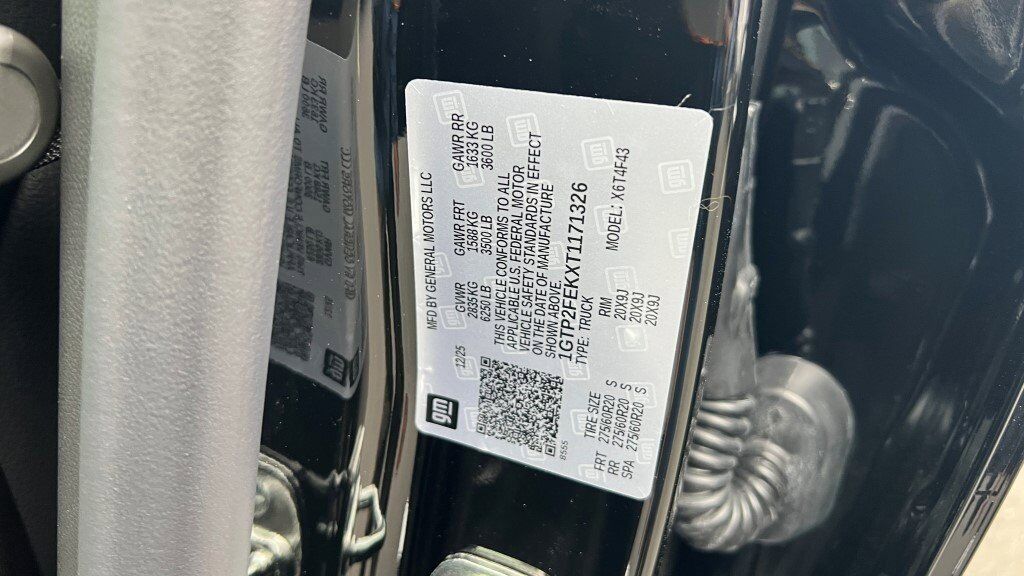 MFD BY GENERAL MOTORS LLC
12/25 GVWR GAWR FRT GAWR RR
2835 KG 1588 KG 1633 KG
6250 LB 3500 LB 3600 LB
THIS VEHICLE CONFORMS TO ALL
APPLICABLE U.S. FEDERAL MOTOR
VEHICLE SAFETY STANDARDS IN EFFECT
ON THE DATE OF MANUFACTURE
SHOWN ABOVE.
1GTP2FEKXT1171326
TYPE: TRUCK MODEL: X6T4F43
gm
8555
TIRE SIZE RIM
FRT 275/60R20 S 20X9J
RR 275/60R20 S 20X9J
SPA 275/60R20 S 20X9J